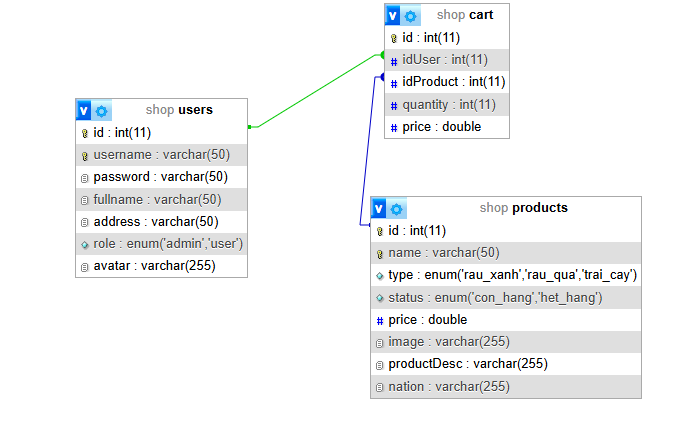 shop cart
id : int(11)
# idUser : int(11)
# idProduct : int(11)
# quantity : int(11)
# price : double
shop users
id : int(11)
username : varchar(50)
password : varchar(50)
fullname : varchar(50)
address : varchar(50)
role : enum('admin','user')
avatar : varchar(255)
shop products
id : int(11)
name : varchar(50)
type : enum('rau_xanh','rau_qua','trai_cay')
status : enum('con_hang','het_hang')
# price : double
image : varchar(255)
productDesc : varchar(255)
nation : varchar(255)